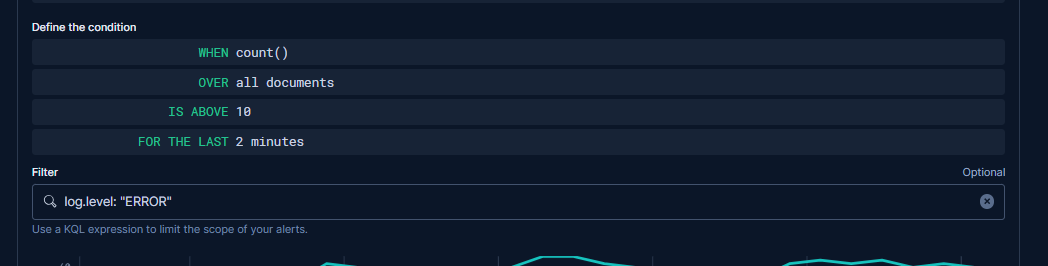 Define the condition
WHEN count()
OVER all documents
IS ABOVE 10
FOR THE LAST 2 minutes
Filter Optional
log.level: "ERROR"
Use a KQL expression to limit the scope of your alerts.